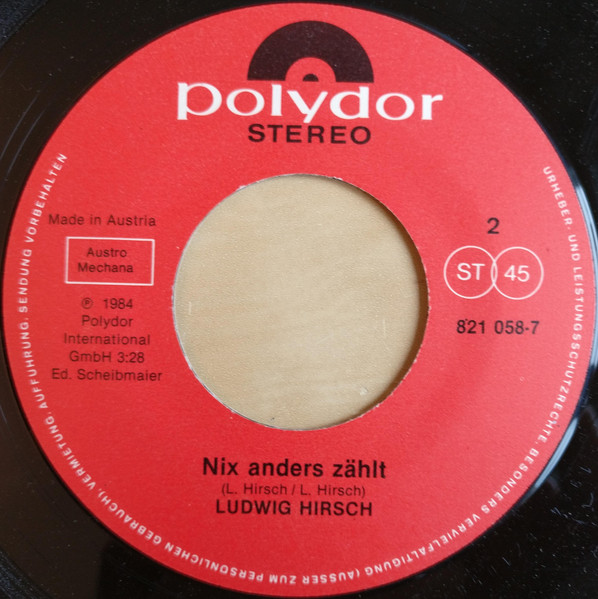 polydor
STEREO
Made in Austria
Austro
Mechana
℗ 1984
Polydor
International
GmbH 3:28
Ed. Scheibmaier
2
ST 45
821 058-7
Nix anders zählt
(L. Hirsch / L. Hirsch)
LUDWIG HIRSCH
URHEBER- UND LEISTUNGSSCHUTZRECHTE, BESONDERS VERVIELFÄLTIGUNG (AUSSER ZUM PERSÖNLICHEN GEBRAUCH), VERMIETUNG, AUFFÜHRUNG, SENDUNG VORBEHALTEN